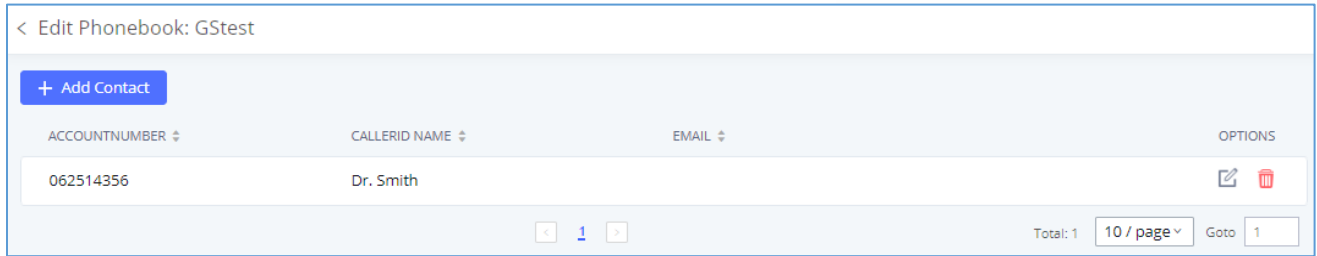 < Edit Phonebook: GStest
+ Add Contact
ACCOUNTNUMBER CALLERID NAME EMAIL OPTIONS
062514356 Dr. Smith
< 1 > Total: 1 10 / page Goto 1